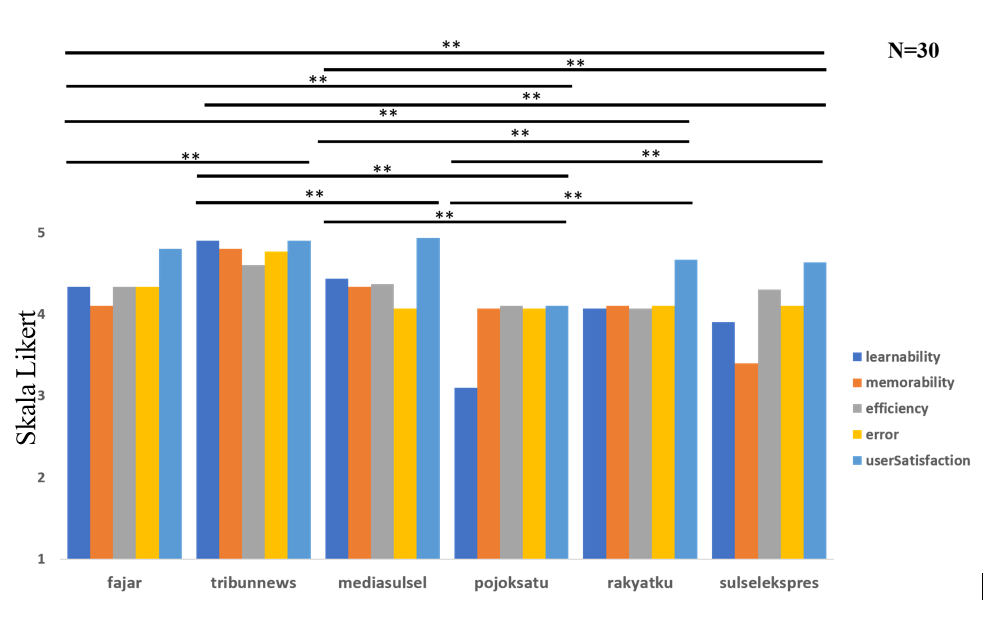 **
N=30
**
**
**
**
**
**
**
**
**
**
**
5
4
3
2
1
Skala Likert
learnability
memorability
efficiency
error
userSatisfaction
fajar
tribunnews
mediasulsel
pojoksatu
rakyatku
sulselekspres